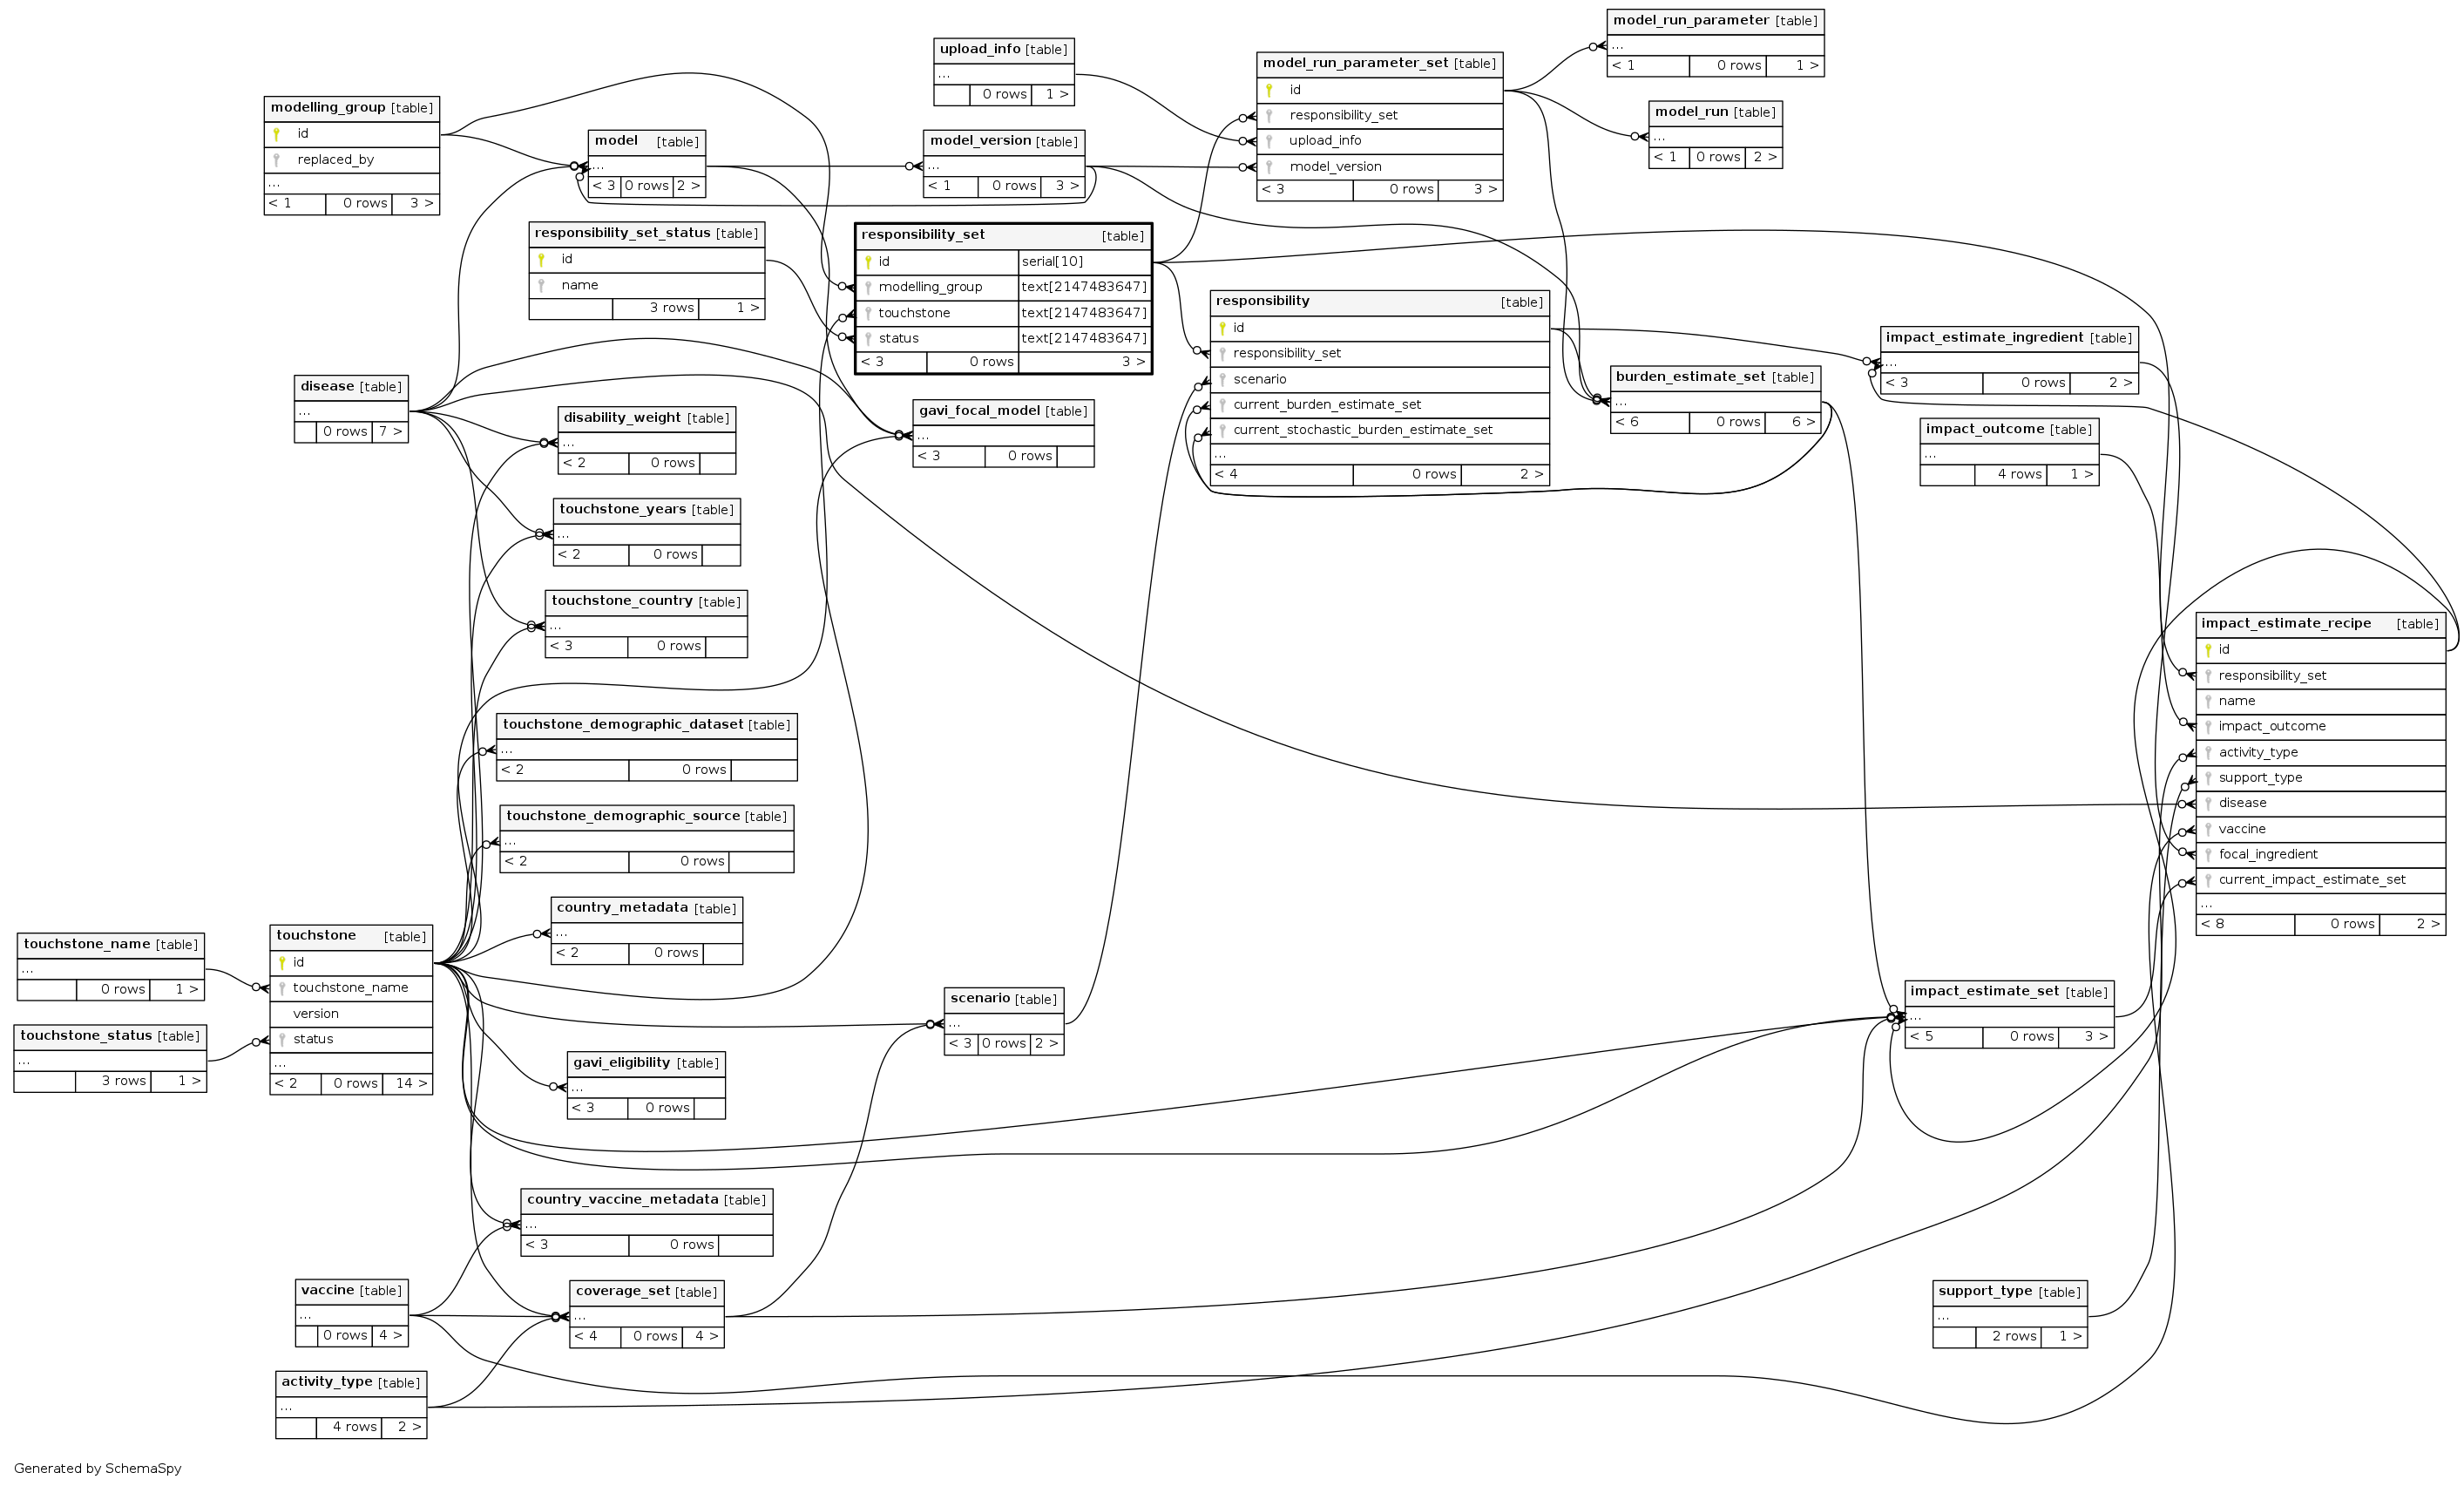 model_run_parameter [table]
...
< 1 0 rows 1 >
upload_info [table]
...
0 rows 1 >
model_run_parameter_set [table]
id
responsibility_set
upload_info
model_version
< 3 0 rows 3 >
modelling_group [table]
id
replaced_by
...
< 1 0 rows 3 >
model_run [table]
...
< 1 0 rows 2 >
model [table]
...
< 3 0 rows 2 >
model_version [table]
...
< 1 0 rows 3 >
responsibility_set_status [table]
id
name
3 rows 1 >
responsibility_set [table]
id serial[10]
modelling_group text[2147483647]
touchstone text[2147483647]
status text[2147483647]
< 3 0 rows 3 >
responsibility [table]
id
responsibility_set
scenario
current_burden_estimate_set
current_stochastic_burden_estimate_set
...
< 4 0 rows 2 >
impact_estimate_ingredient [table]
...
< 3 0 rows 2 >
burden_estimate_set [table]
...
< 6 0 rows 6 >
disease [table]
...
0 rows 7 >
disability_weight [table]
...
< 2 0 rows
gavi_focal_model [table]
...
< 3 0 rows
impact_outcome [table]
...
4 rows 1 >
touchstone_years [table]
...
< 2 0 rows
touchstone_country [table]
...
< 3 0 rows
impact_estimate_recipe [table]
id
responsibility_set
name
impact_outcome
activity_type
support_type
disease
vaccine
focal_ingredient
current_impact_estimate_set
...
< 8 0 rows 2 >
touchstone_demographic_dataset [table]
...
< 2 0 rows
touchstone_demographic_source [table]
...
< 2 0 rows
country_metadata [table]
...
< 2 0 rows
touchstone_name [table]
...
0 rows 1 >
touchstone [table]
id
touchstone_name
version
status
...
< 2 0 rows 14 >
touchstone_status [table]
...
3 rows 1 >
scenario [table]
...
< 3 0 rows 2 >
impact_estimate_set [table]
...
< 5 0 rows 3 >
gavi_eligibility [table]
...
< 3 0 rows
country_vaccine_metadata [table]
...
< 3 0 rows
vaccine [table]
...
0 rows 4 >
coverage_set [table]
...
< 4 0 rows 4 >
support_type [table]
...
2 rows 1 >
activity_type [table]
...
4 rows 2 >
Generated by SchemaSpy